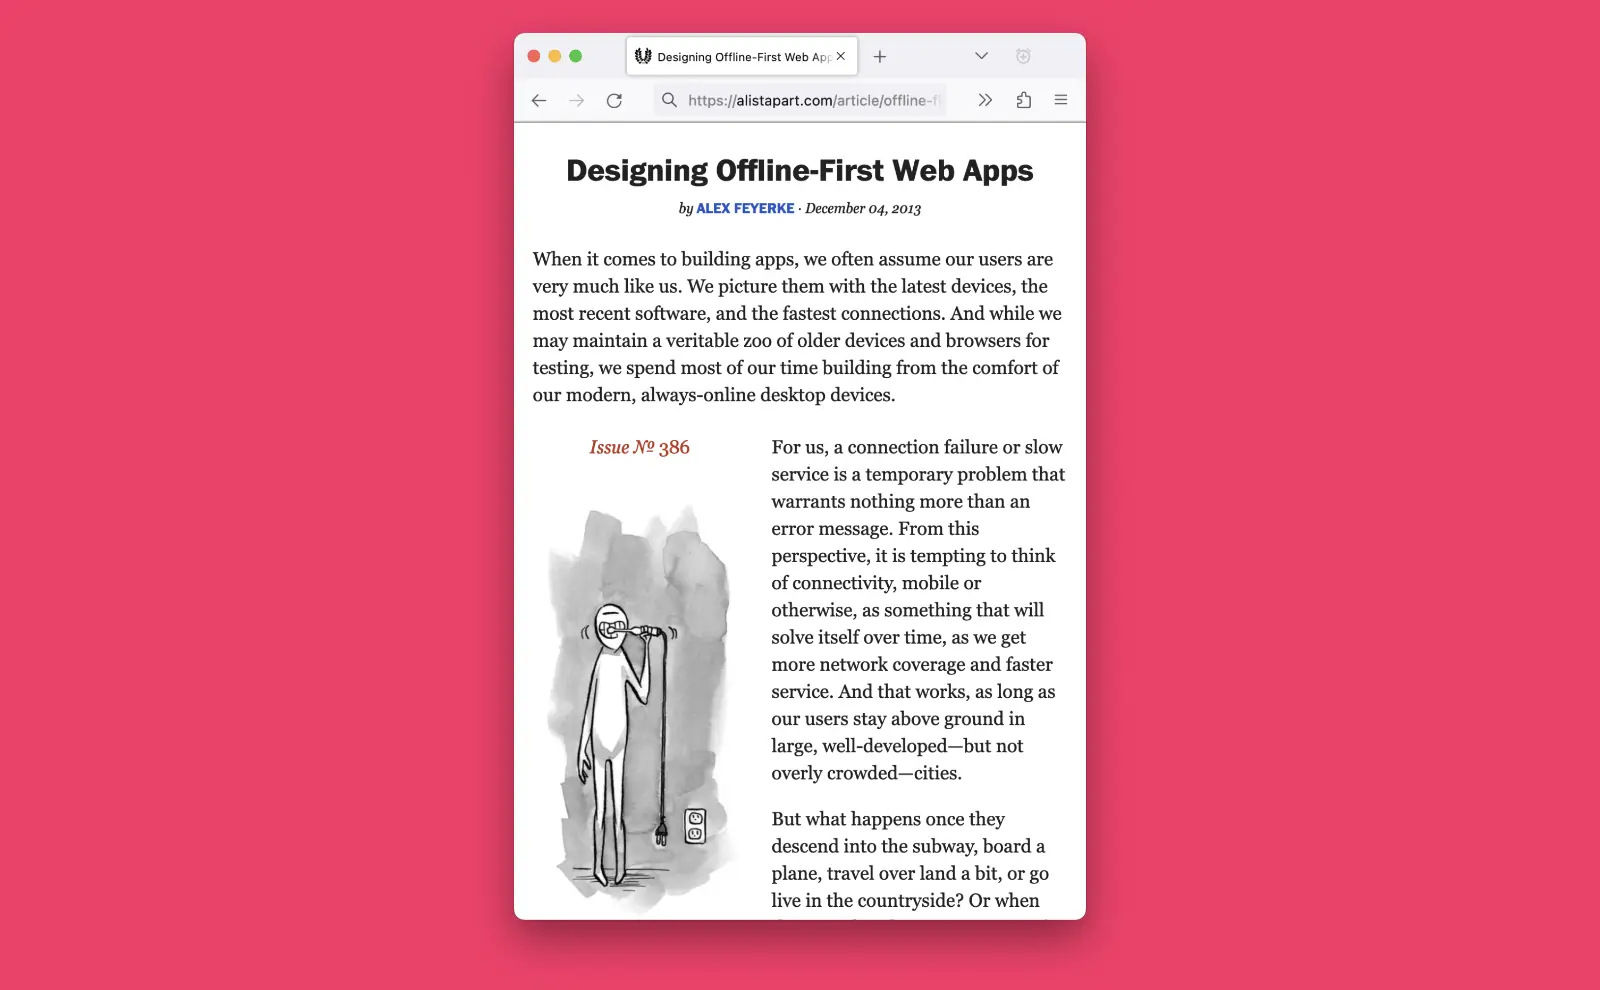 Designing Offline-First Web App
https://alistapart.com/article/offline-f
Designing Offline-First Web Apps
by ALEX FEYERKE · December 04, 2013
When it comes to building apps, we often assume our users are
very much like us. We picture them with the latest devices, the
most recent software, and the fastest connections. And while we
may maintain a veritable zoo of older devices and browsers for
testing, we spend most of our time building from the comfort of
our modern, always-online desktop devices.
Issue № 386
For us, a connection failure or slow
service is a temporary problem that
warrants nothing more than an
error message. From this
perspective, it is tempting to think
of connectivity, mobile or
otherwise, as something that will
solve itself over time, as we get
more network coverage and faster
service. And that works, as long as
our users stay above ground in
large, well-developed—but not
overly crowded—cities.
But what happens once they
descend into the subway, board a
plane, travel over land a bit, or go
live in the countryside? Or when